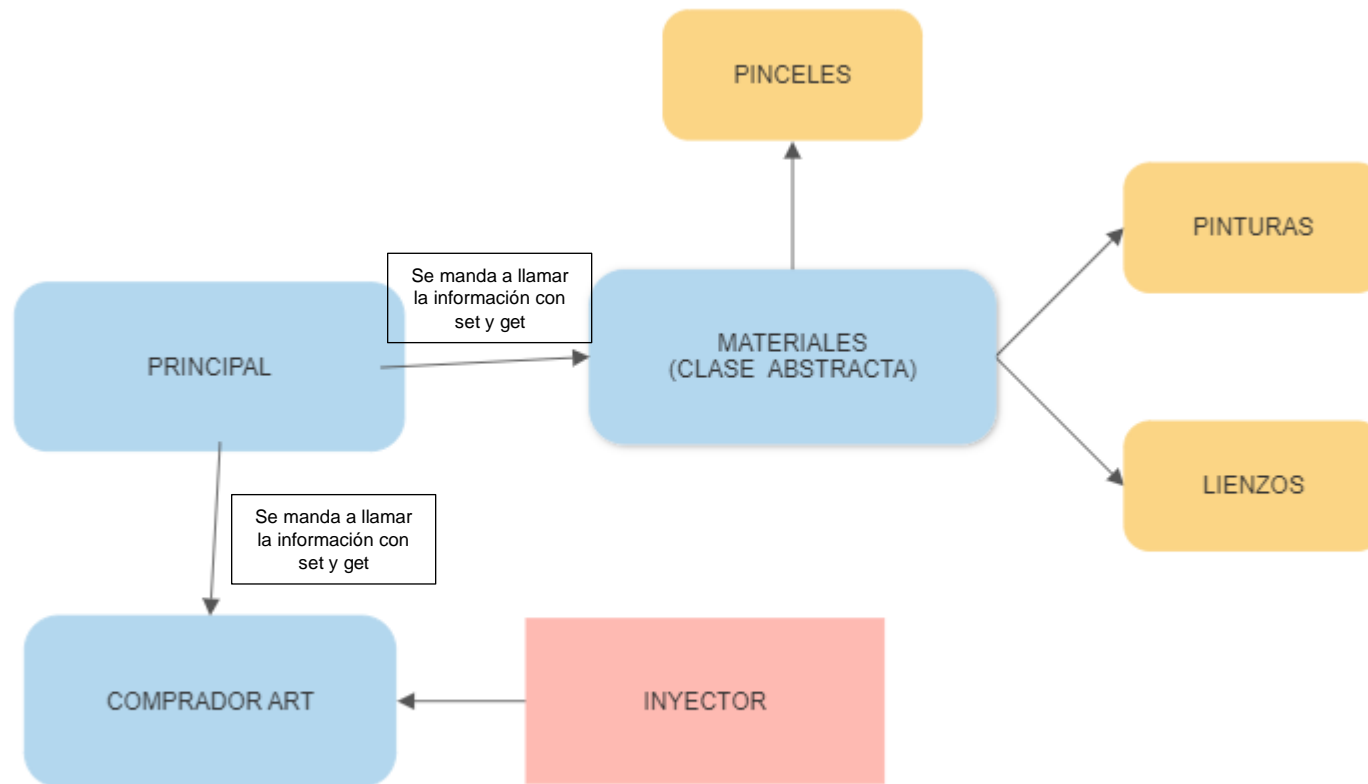 PINCELES
PINTURAS
Se manda a llamar
la información con
set y get
PRINCIPAL
MATERIALES
(CLASE ABSTRACTA)
LIENZOS
Se manda a llamar
la información con
set y get
COMPRADOR ART
INYECTOR